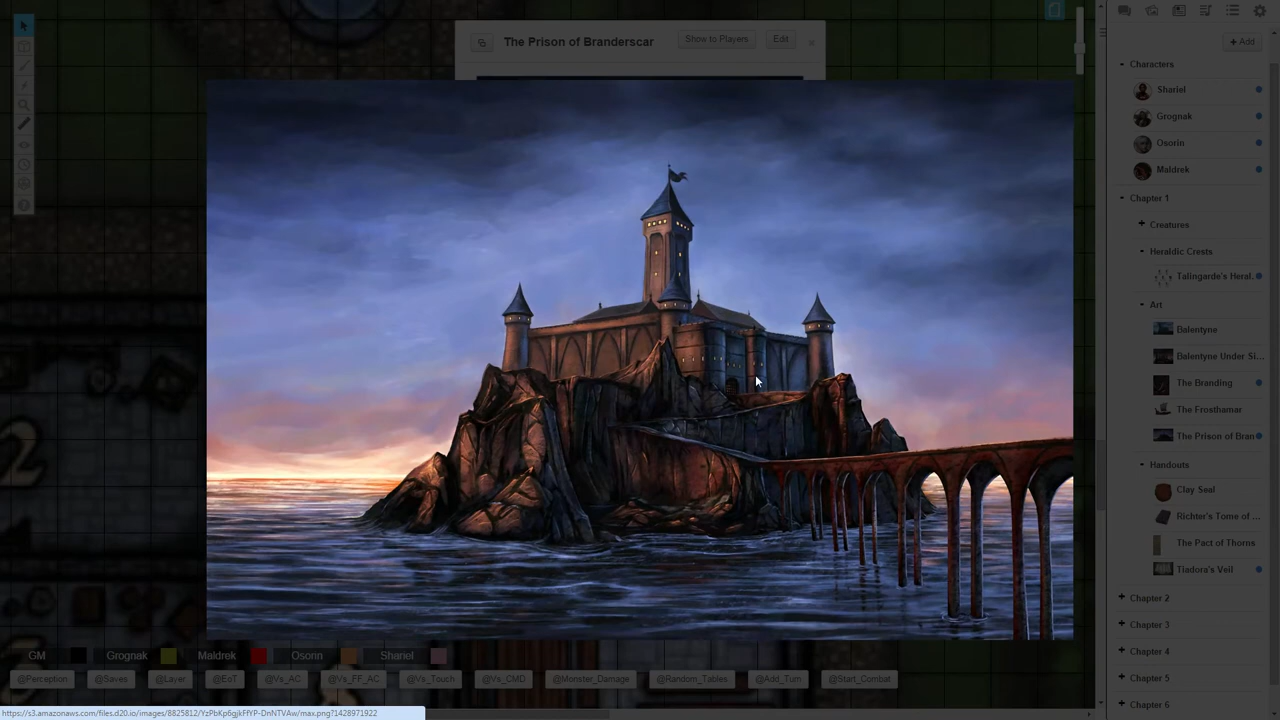 The Prison of Branderscar
Show to Players
Edit
×
+ Add
Characters
Shariel
Grognak
Osorin
Maldrek
Chapter 1
Creatures
Heraldic Crests
Talingarde's Heral...
Art
Balentyne
Balentyne Under Si...
The Branding
The Frosthamar
The Prison of Bran
Handouts
Clay Seal
Richter's Tome of ...
The Pact of Thorns
Tiadora's Veil
Chapter 2
Chapter 3
Chapter 4
Chapter 5
Chapter 6
2
GM
Grognak
Maldrek
Osorin
Shariel
@Perception
@Saves
@Layer
@EoT
@Vs_AC
@Vs_FF_AC
@Vs_Touch
@Vs_CMD
@Monster_Damage
@Random_Tables
@Add_Turn
@Start_Combat